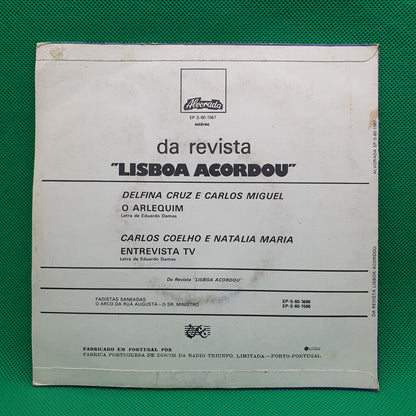 Alvorada
EP-S-60-1567
estéreo
da revista
"LISBOA ACORDOU"
DELFINA CRUZ E CARLOS MIGUEL
O ARLEQUIM
Letra de Eduardo Damas
CARLOS COELHO E NATÁLIA MARIA
ENTREVISTA TV
Letra de Eduardo Damas
Da Revista "LISBOA ACORDOU"
FADISTAS SANEADAS
EP-S-60-1566
O ARCO DA RUA AUGUSTA — O SR. MINISTRO
EP-S-60-1568
FABRICADO EM PORTUGAL POR
FÁBRICA PORTUGUESA DE DISCOS DA RÁDIO TRIUNFO, LIMITADA — PORTO-PORTUGAL
ALVORADA EP-S-60-1567
DA REVISTA LISBOA ACORDOU